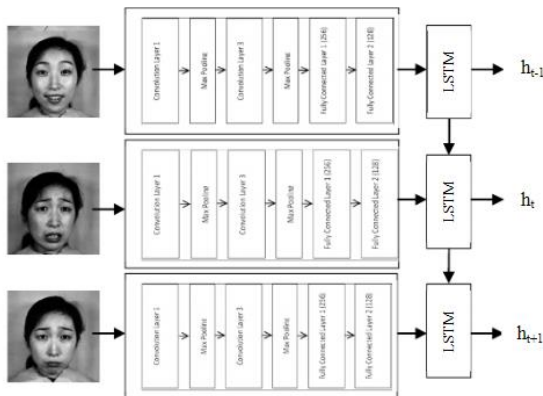 Convolution Layer 1
Max Pooling
Convolution Layer 3
Max Pooling
Fully Connected Layer 1 (256)
Fully Connected Layer 2 (128)
LSTM
h_{t-1}
Convolution Layer 1
Max Pooling
Convolution Layer 3
Max Pooling
Fully Connected Layer 1 (256)
Fully Connected Layer 2 (128)
LSTM
h_t
Convolution Layer 1
Max Pooling
Convolution Layer 3
Max Pooling
Fully Connected Layer 1 (256)
Fully Connected Layer 2 (128)
LSTM
h_{t+1}